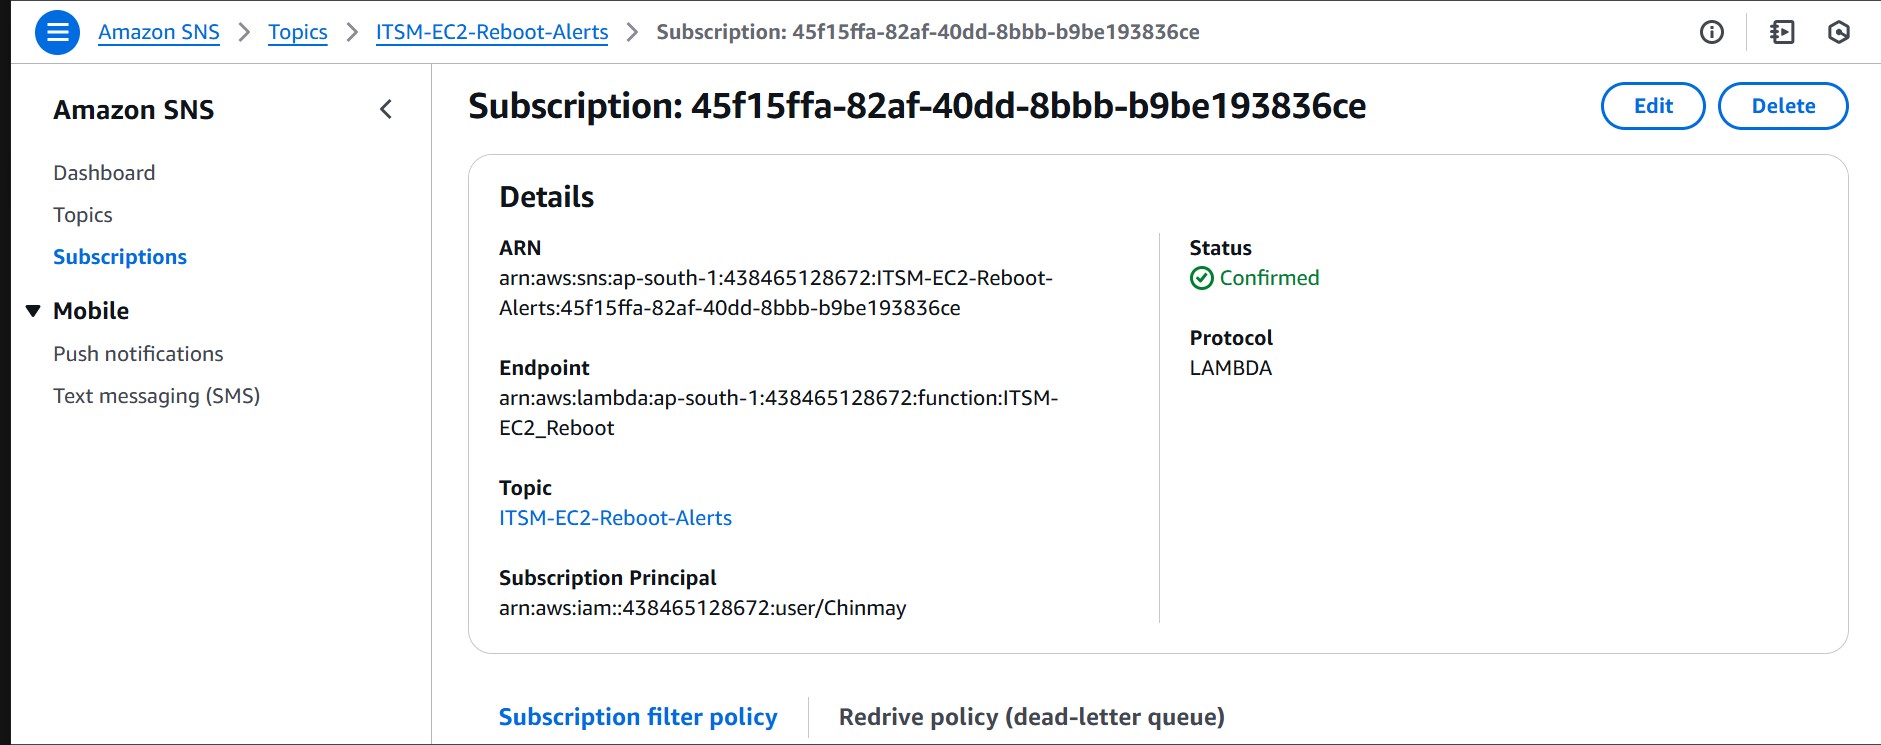 Amazon SNS > Topics > ITSM-EC2-Reboot-Alerts > Subscription: 45f15ffa-82af-40dd-8bbb-b9be193836ce
Amazon SNS
Dashboard
Topics
Subscriptions
Mobile
Push notifications
Text messaging (SMS)
Subscription: 45f15ffa-82af-40dd-8bbb-b9be193836ce
Edit
Delete
Details
ARN
arn:aws:sns:ap-south-1:438465128672:ITSM-EC2-Reboot-
Alerts:45f15ffa-82af-40dd-8bbb-b9be193836ce
Endpoint
arn:aws:lambda:ap-south-1:438465128672:function:ITSM-
EC2_Reboot
Topic
ITSM-EC2-Reboot-Alerts
Subscription Principal
arn:aws:iam::438465128672:user/Chinmay
Status
Confirmed
Protocol
LAMBDA
Subscription filter policy
Redrive policy (dead-letter queue)